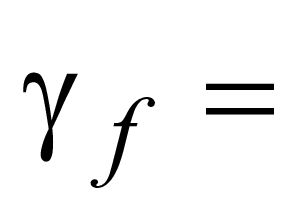 γ_f =